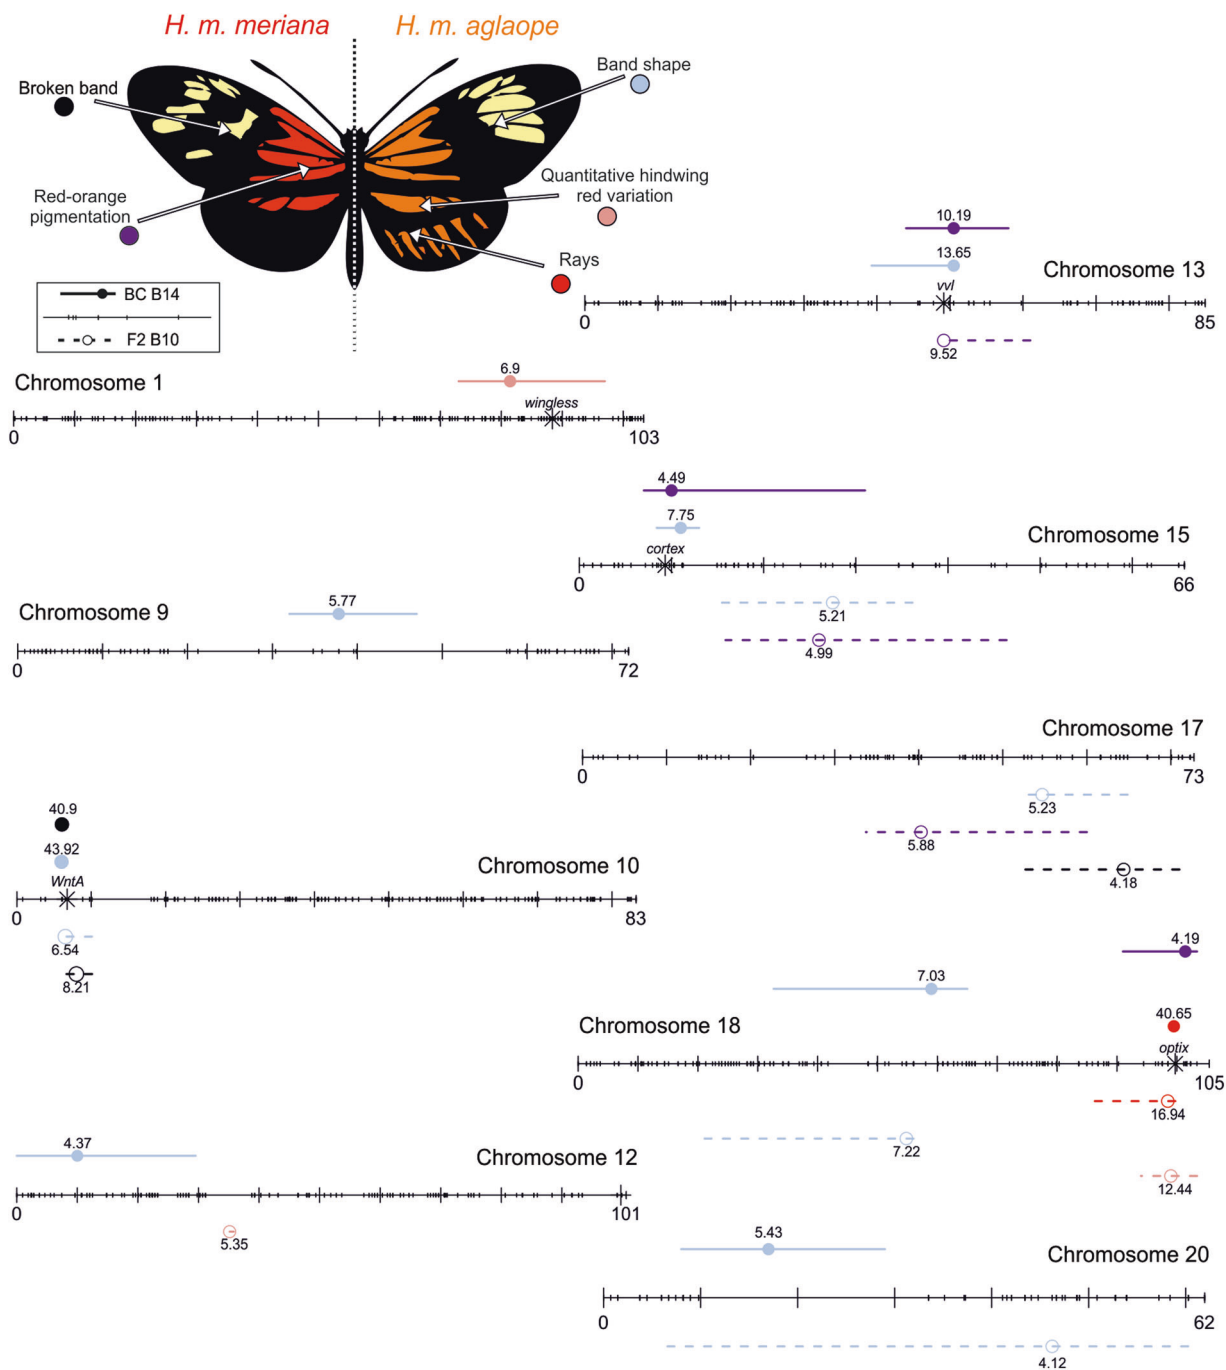 H. m. meriana
H. m. aglaope
Broken band
Band shape
Red-orange
pigmentation
Quantitative hindwing
red variation
Rays
BC B14
F2 B10
10.19
13.65
Chromosome 13
vvl
0
85
9.52
Chromosome 1
6.9
wingless
0
103
4.49
7.75
Chromosome 15
cortex
0
66
5.21
4.99
Chromosome 9
5.77
0
72
Chromosome 17
0
73
5.23
5.88
4.18
40.9
43.92
Chromosome 10
WntA
0
83
6.54
8.21
4.19
7.03
Chromosome 18
40.65
optix
0
105
16.94
7.22
12.44
4.37
Chromosome 12
0
101
5.35
5.43
Chromosome 20
0
62
4.12